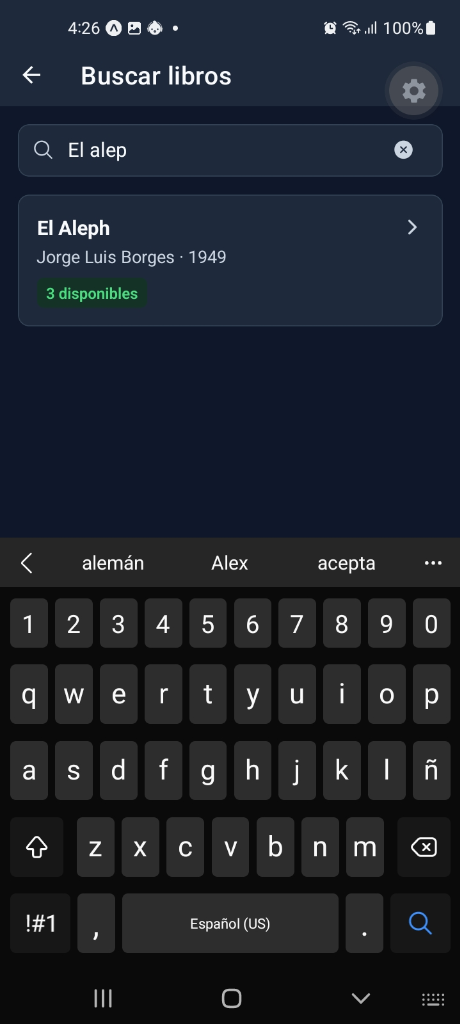 4:26 100%
Buscar libros
El alep
El Aleph
Jorge Luis Borges · 1949
3 disponibles
alemán Alex acepta
1 2 3 4 5 6 7 8 9 0
q w e r t y u i o p
a s d f g h j k l ñ
z x c v b n m
!#1 , Español (US) .